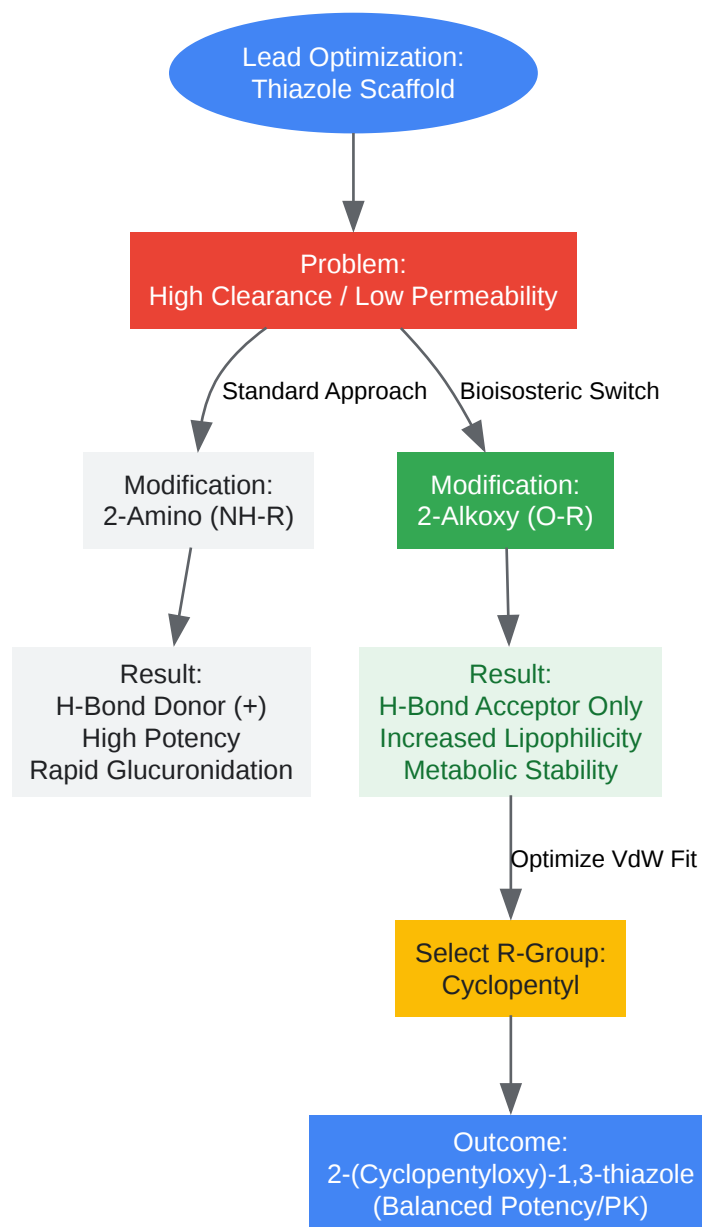 Lead Optimization:
Thiazole Scaffold
Problem:
High Clearance / Low Permeability
Standard Approach
Bioisosteric Switch
Modification:
2-Amino (NH-R)
Modification:
2-Alkoxy (O-R)
Result:
H-Bond Donor (+)
High Potency
Rapid Glucuronidation
Result:
H-Bond Acceptor Only
Increased Lipophilicity
Metabolic Stability
Optimize VdW Fit
Select R-Group:
Cyclopentyl
Outcome:
2-(Cyclopentyloxy)-1,3-thiazole
(Balanced Potency/PK)